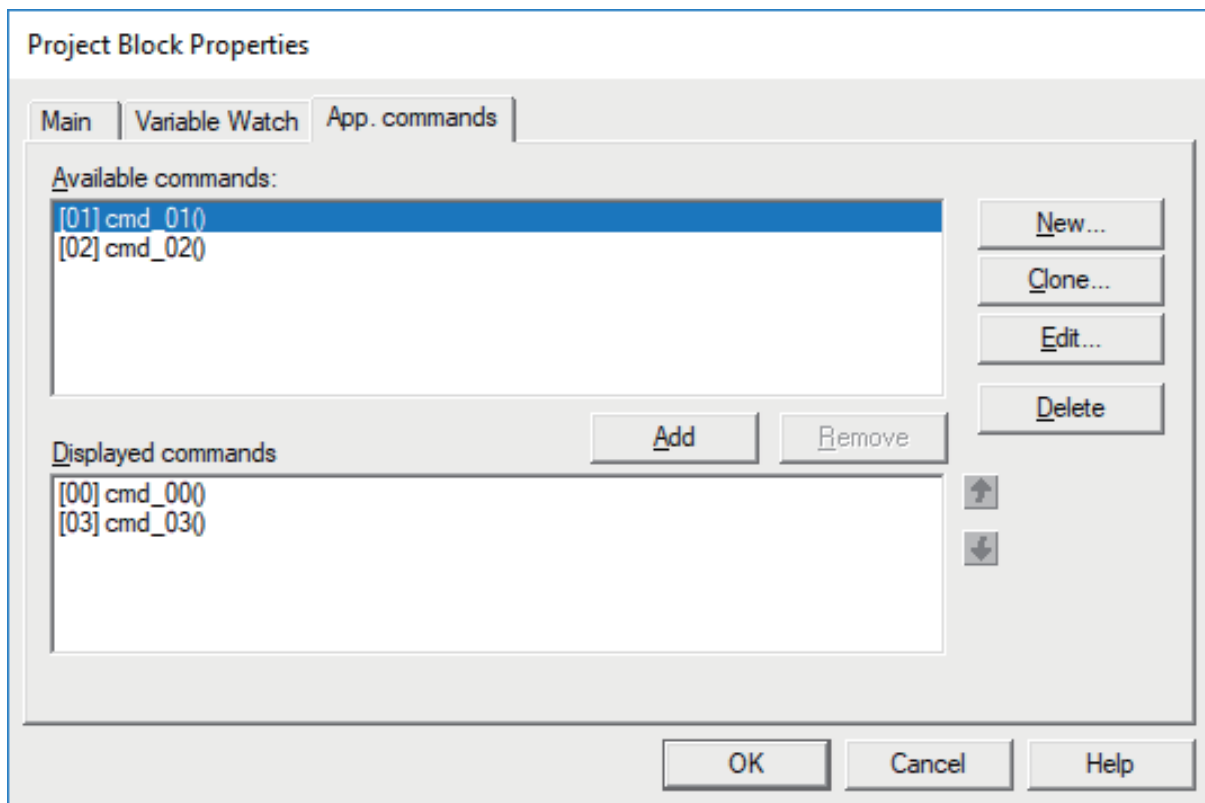 Project Block Properties
Main
Variable Watch
App. commands
Available commands:
[01] cmd_01()
[02] cmd_02()
New...
Clone...
Edit...
Delete
Add
Remove
Displayed commands
[00] cmd_00()
[03] cmd_03()
OK
Cancel
Help